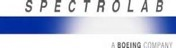 SPECTROLAB
A BOEING COMPANY